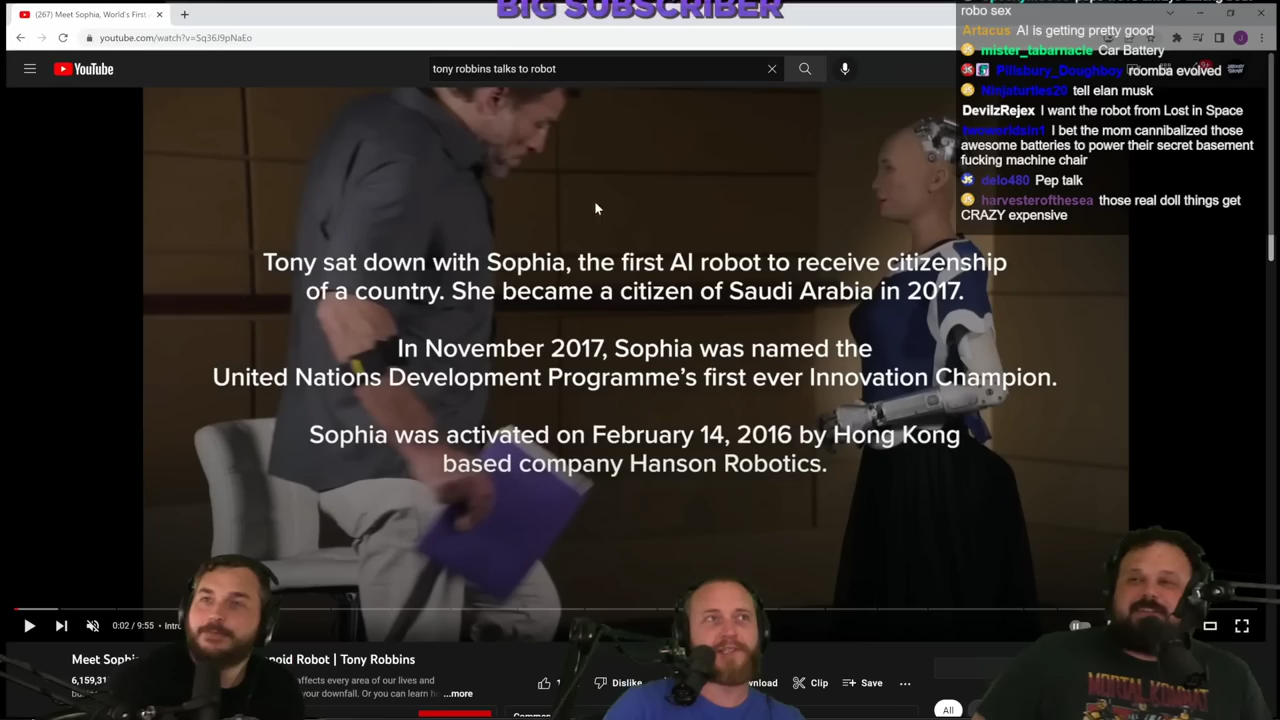 BIG SUBSCRIBER
(267) Meet Sophia, World's First
youtube.com/watch?v=Sq36J9pNaEo
YouTube
tony robbins talks to robot
robo sex
Artacus AI is getting pretty good
mister_tabarnacle Car Battery
Pillsbury_Doughboy roomba evolved
Ninjaturtles20 tell elan musk
DevilzRejex I want the robot from Lost in Space
I bet the mom cannibalized those
awesome batteries to power their secret basement
fucking machine chair
delo480 Pep talk
harvesterofthesea those real doll things get
CRAZY expensive
Tony sat down with Sophia, the first AI robot to receive citizenship
of a country. She became a citizen of Saudi Arabia in 2017.
In November 2017, Sophia was named the
United Nations Development Programme's first ever Innovation Champion.
Sophia was activated on February 14, 2016 by Hong Kong
based company Hanson Robotics.
0:02 / 9:55 • Intro
Meet Sophi
noid Robot | Tony Robbins
6,159,31
affects every area of our lives and
your downfall. Or you can learn
...more
Dislike
wnload
Clip
Save
All
MORTAL KOMBAT